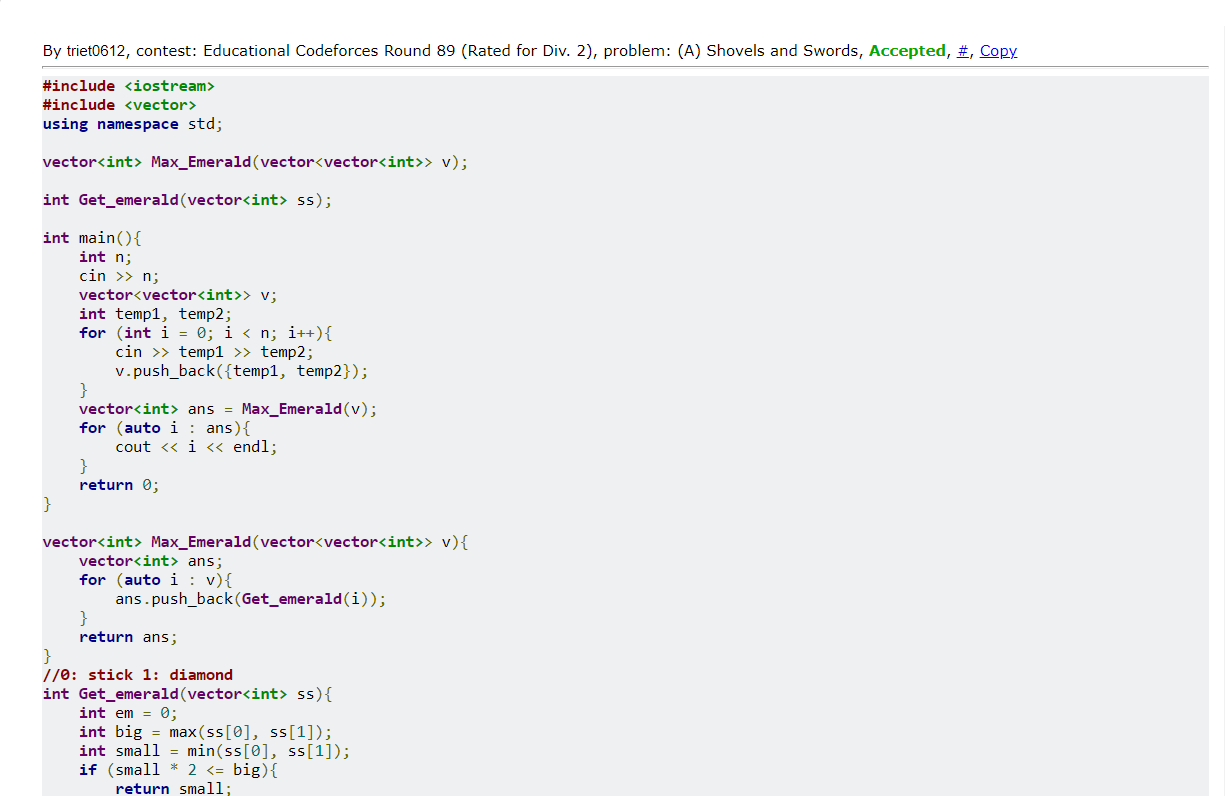 By triet0612, contest: Educational Codeforces Round 89 (Rated for Div. 2), problem: (A) Shovels and Swords, Accepted, #, Copy
#include <iostream>
#include <vector>
using namespace std;
vector<int> Max_Emerald(vector<vector<int>> v);
int Get_emerald(vector<int> ss);
int main(){
    int n;
    cin >> n;
    vector<vector<int>> v;
    int temp1, temp2;
    for (int i = 0; i < n; i++){
        cin >> temp1 >> temp2;
        v.push_back({temp1, temp2});
    }
    vector<int> ans = Max_Emerald(v);
    for (auto i : ans){
        cout << i << endl;
    }
    return 0;
}
vector<int> Max_Emerald(vector<vector<int>> v){
    vector<int> ans;
    for (auto i : v){
        ans.push_back(Get_emerald(i));
    }
    return ans;
}
//0: stick 1: diamond
int Get_emerald(vector<int> ss){
    int em = 0;
    int big = max(ss[0], ss[1]);
    int small = min(ss[0], ss[1]);
    if (small * 2 <= big){
        return small;